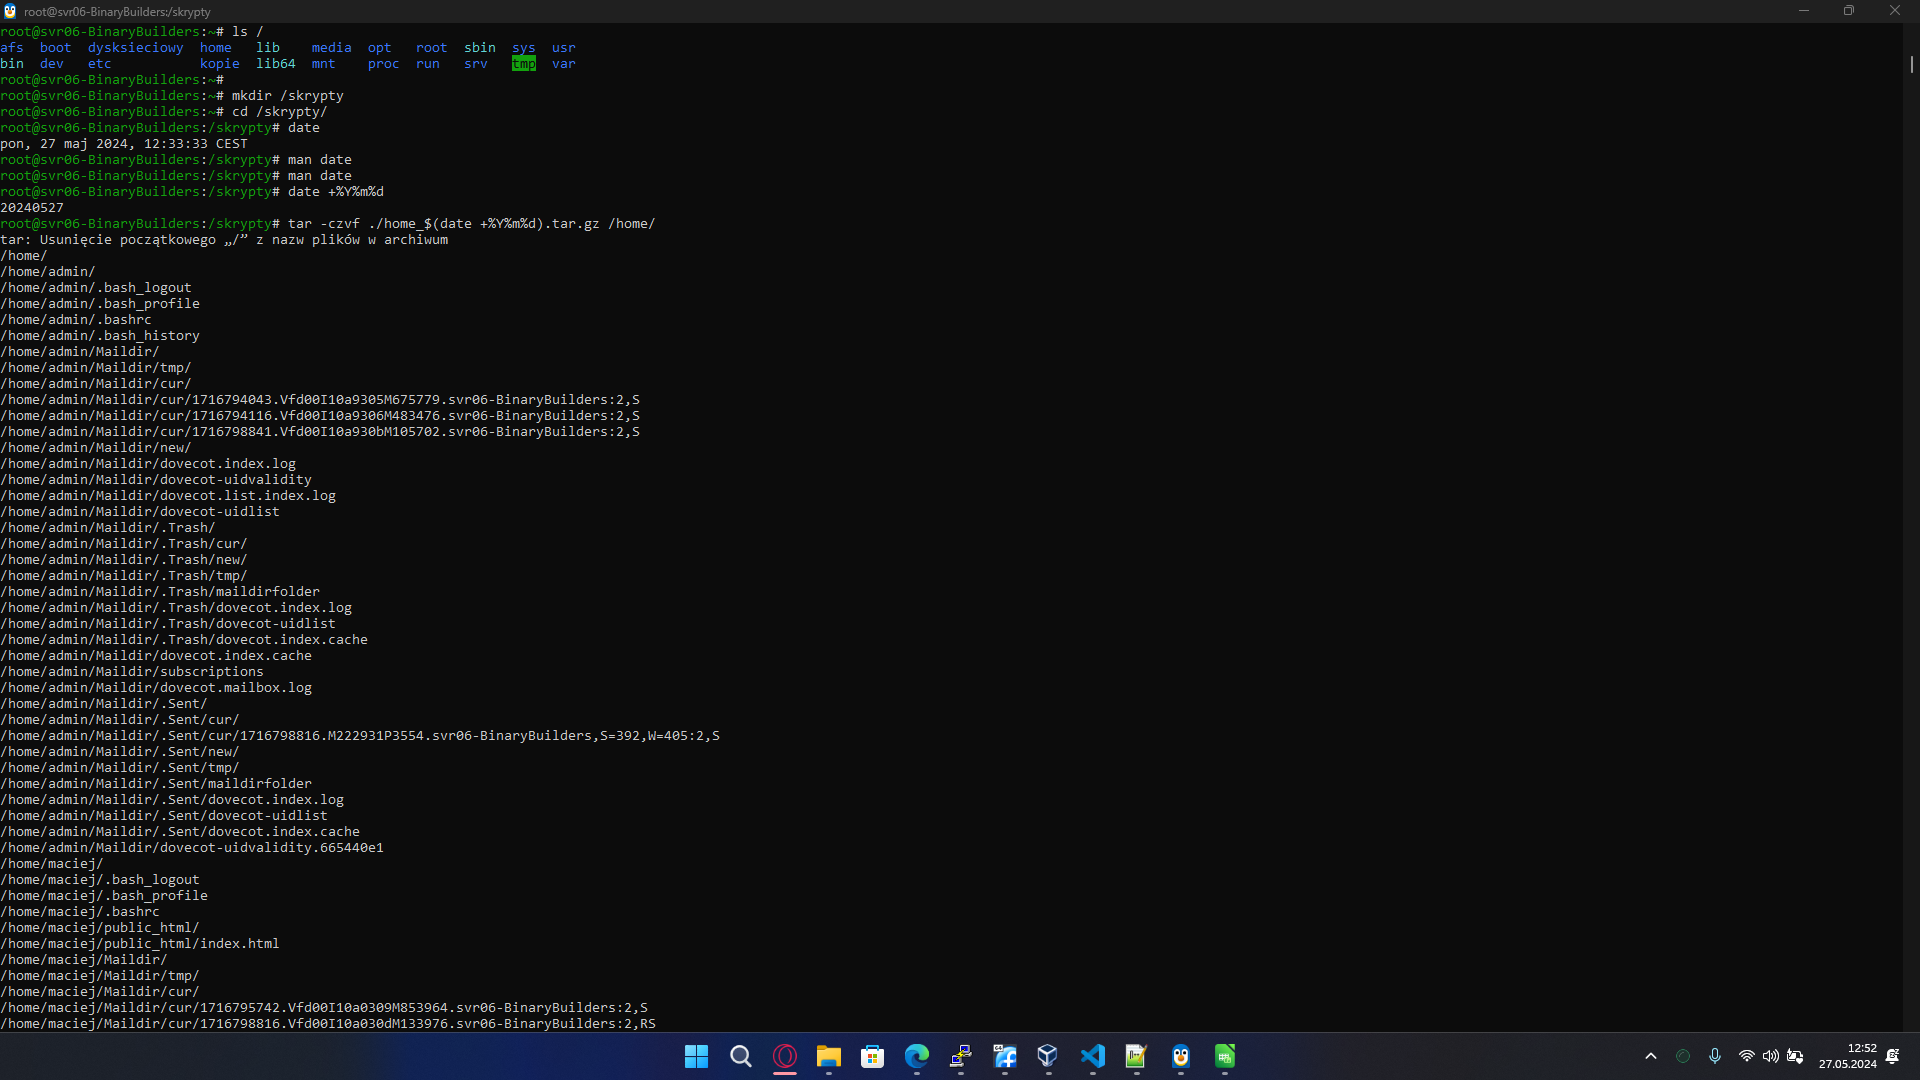 root@svr06-BinaryBuilders:/skrypty
root@svr06-BinaryBuilders:~# ls /
afs  boot  dysksieciowy  home   lib    media  opt   root  sbin  sys  usr
bin  dev   etc           kopie  lib64  mnt    proc  run   srv   tmp  var
root@svr06-BinaryBuilders:~#
root@svr06-BinaryBuilders:~# mkdir /skrypty
root@svr06-BinaryBuilders:~# cd /skrypty/
root@svr06-BinaryBuilders:/skrypty# date
pon, 27 maj 2024, 12:33:33 CEST
root@svr06-BinaryBuilders:/skrypty# man date
root@svr06-BinaryBuilders:/skrypty# man date
root@svr06-BinaryBuilders:/skrypty# date +%Y%m%d
20240527
root@svr06-BinaryBuilders:/skrypty# tar -czvf ./home_$(date +%Y%m%d).tar.gz /home/
tar: Usunięcie początkowego „/” z nazw plików w archiwum
/home/
/home/admin/
/home/admin/.bash_logout
/home/admin/.bash_profile
/home/admin/.bashrc
/home/admin/.bash_history
/home/admin/Maildir/
/home/admin/Maildir/tmp/
/home/admin/Maildir/cur/
/home/admin/Maildir/cur/1716794043.Vfd00I10a9305M675779.svr06-BinaryBuilders:2,S
/home/admin/Maildir/cur/1716794116.Vfd00I10a9306M483476.svr06-BinaryBuilders:2,S
/home/admin/Maildir/cur/1716798841.Vfd00I10a930bM105702.svr06-BinaryBuilders:2,S
/home/admin/Maildir/new/
/home/admin/Maildir/dovecot.index.log
/home/admin/Maildir/dovecot-uidvalidity
/home/admin/Maildir/dovecot.list.index.log
/home/admin/Maildir/dovecot-uidlist
/home/admin/Maildir/.Trash/
/home/admin/Maildir/.Trash/cur/
/home/admin/Maildir/.Trash/new/
/home/admin/Maildir/.Trash/tmp/
/home/admin/Maildir/.Trash/maildirfolder
/home/admin/Maildir/.Trash/dovecot.index.log
/home/admin/Maildir/.Trash/dovecot-uidlist
/home/admin/Maildir/.Trash/dovecot.index.cache
/home/admin/Maildir/dovecot.index.cache
/home/admin/Maildir/subscriptions
/home/admin/Maildir/dovecot.mailbox.log
/home/admin/Maildir/.Sent/
/home/admin/Maildir/.Sent/cur/
/home/admin/Maildir/.Sent/cur/1716798816.M222931P3554.svr06-BinaryBuilders,S=392,W=405:2,S
/home/admin/Maildir/.Sent/new/
/home/admin/Maildir/.Sent/tmp/
/home/admin/Maildir/.Sent/maildirfolder
/home/admin/Maildir/.Sent/dovecot.index.log
/home/admin/Maildir/.Sent/dovecot-uidlist
/home/admin/Maildir/.Sent/dovecot.index.cache
/home/admin/Maildir/dovecot-uidvalidity.665440e1
/home/maciej/
/home/maciej/.bash_logout
/home/maciej/.bash_profile
/home/maciej/.bashrc
/home/maciej/public_html/
/home/maciej/public_html/index.html
/home/maciej/Maildir/
/home/maciej/Maildir/tmp/
/home/maciej/Maildir/cur/
/home/maciej/Maildir/cur/1716795742.Vfd00I10a0309M853964.svr06-BinaryBuilders:2,S
/home/maciej/Maildir/cur/1716798816.Vfd00I10a030dM133976.svr06-BinaryBuilders:2,RS
12:52
27.05.2024